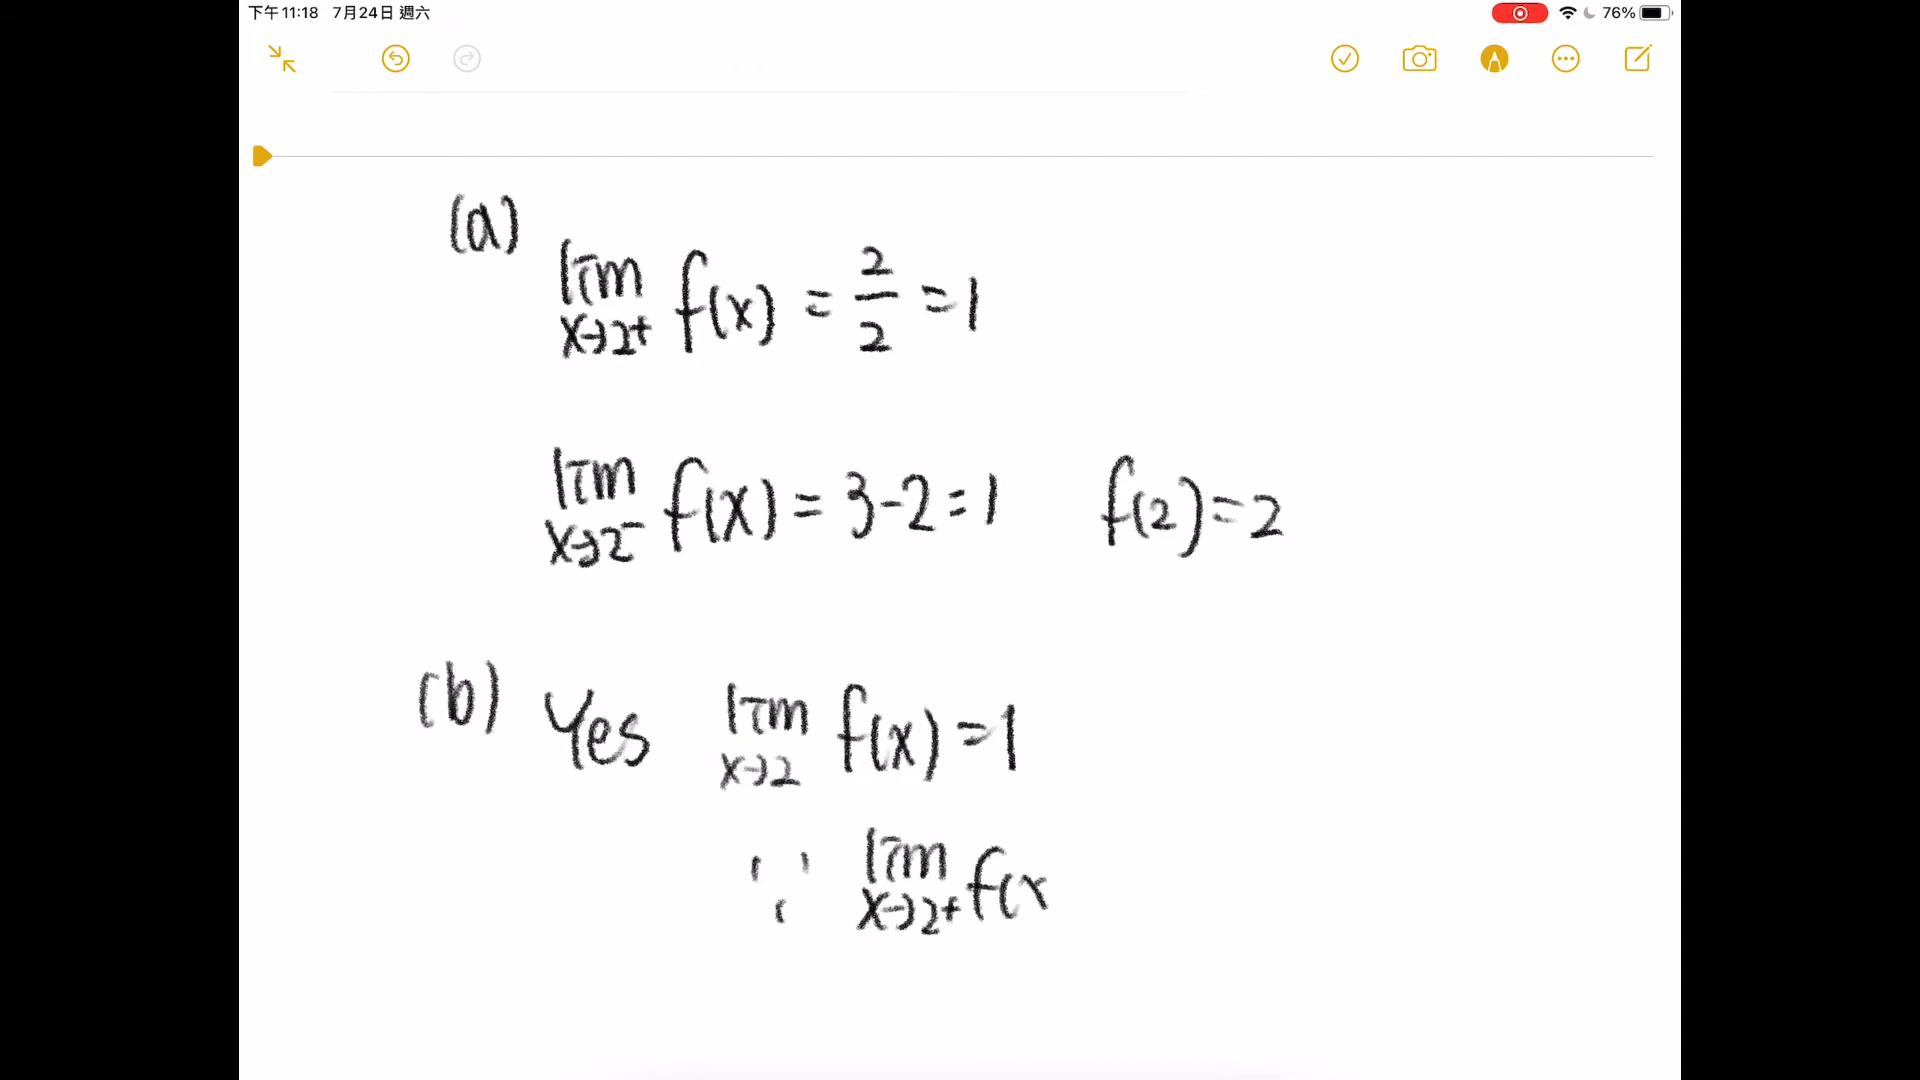 下午11:18 7月24日 週六 76%
(a)
lim x→2+ f(x) = 2/2 = 1
lim x→2- f(x) = 3-2 = 1 f(2) = 2
(b) Yes lim x→2 f(x) = 1
∵ lim x→2+ f(x